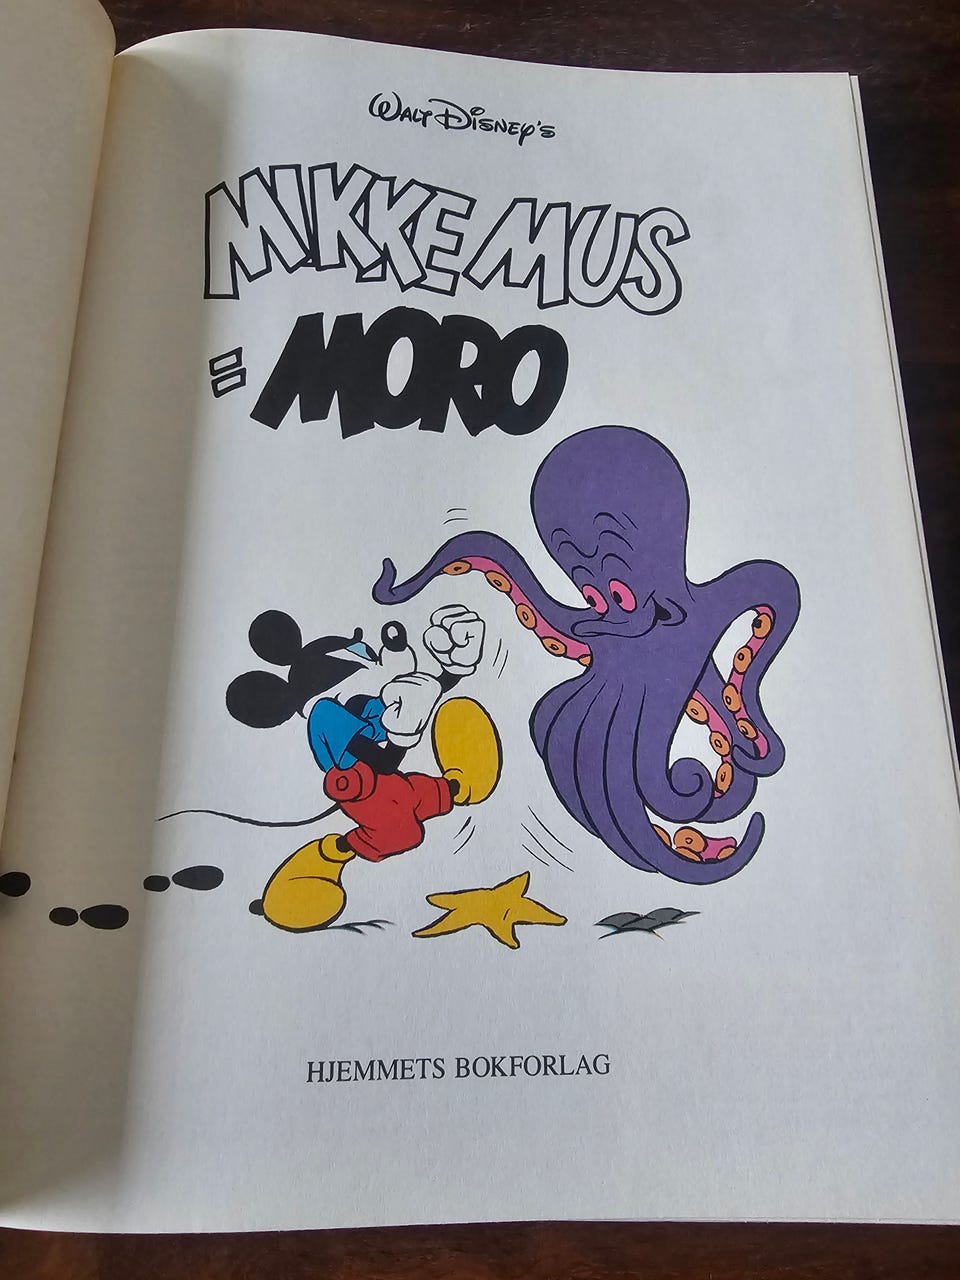 WALT DISNEY'S
MIKKE MUS
= MORO
HJEMMETS BOKFORLAG